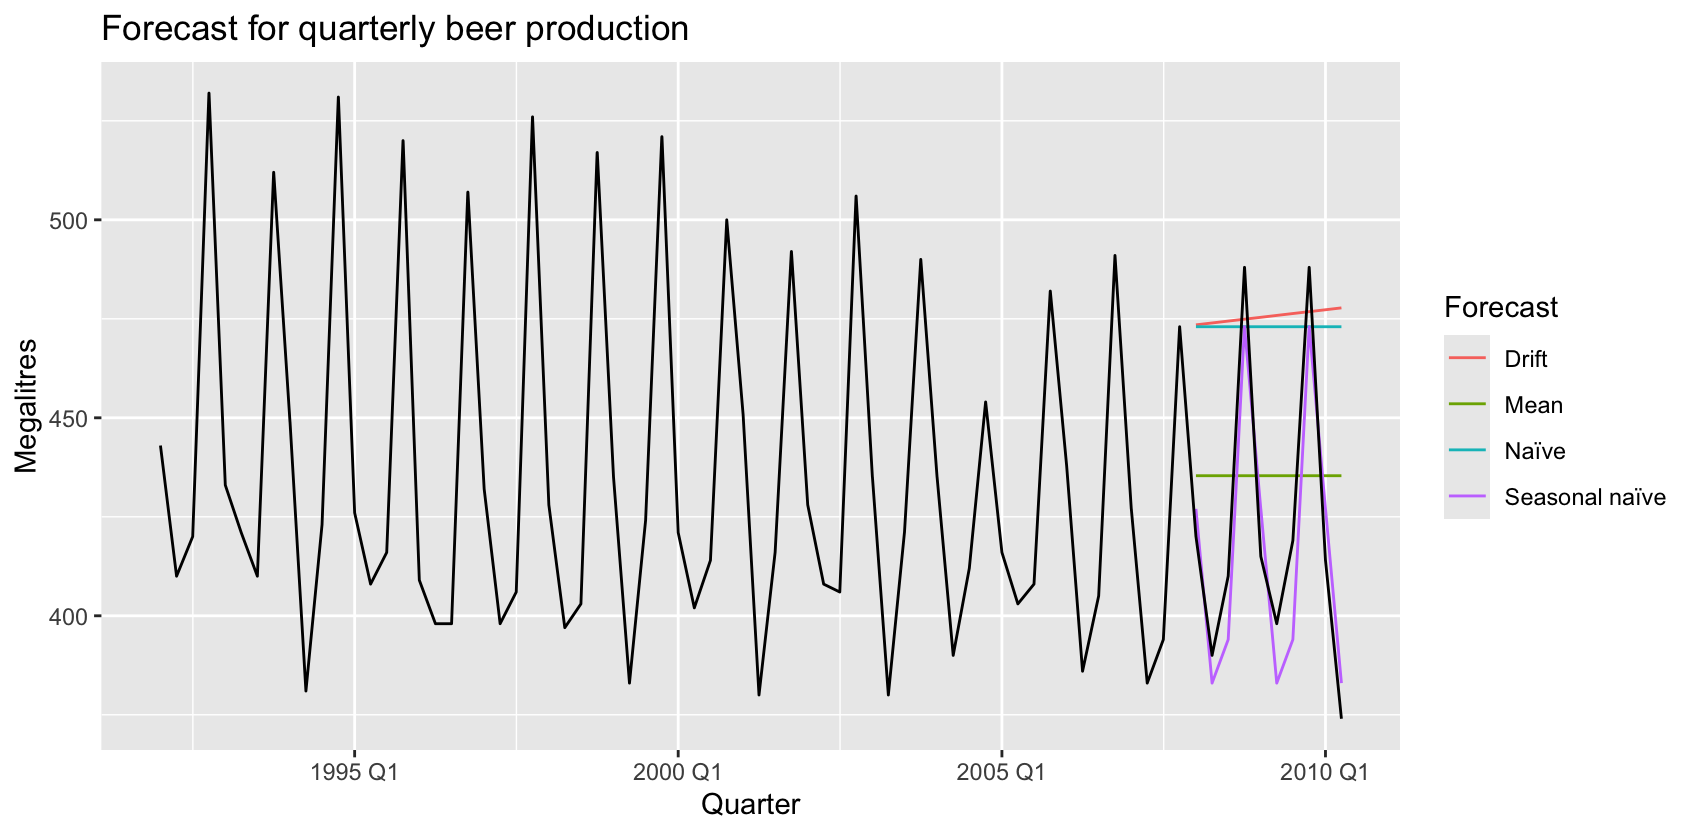 Forecast for quarterly beer production
Megalitres
500
450
400
1995 Q1
2000 Q1
2005 Q1
2010 Q1
Quarter
Forecast
Drift
Mean
Naïve
Seasonal naïve